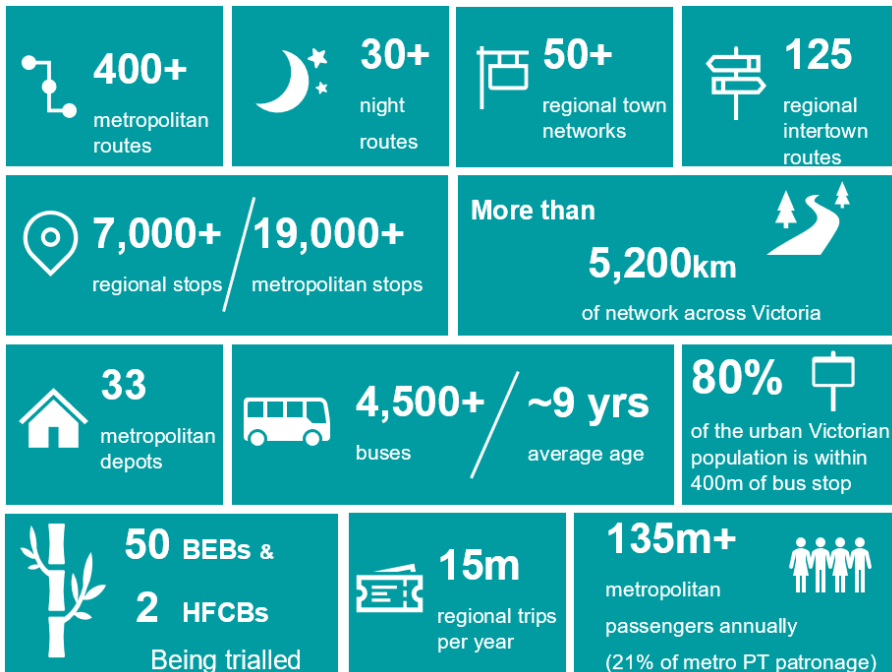 400+
metropolitan
routes
30+
night
routes
50+
regional town
networks
125
regional
intertown
routes
7,000+
regional stops
19,000+
metropolitan stops
More than
5,200km
of network across Victoria
33
metropolitan
depots
4,500+
buses
~9 yrs
average age
80%
of the urban Victorian
population is within
400m of bus stop
50 BEBs &
2 HFCBs
Being trialled
15m
regional trips
per year
135m+
metropolitan
passengers annually
(21% of metro PT patronage)